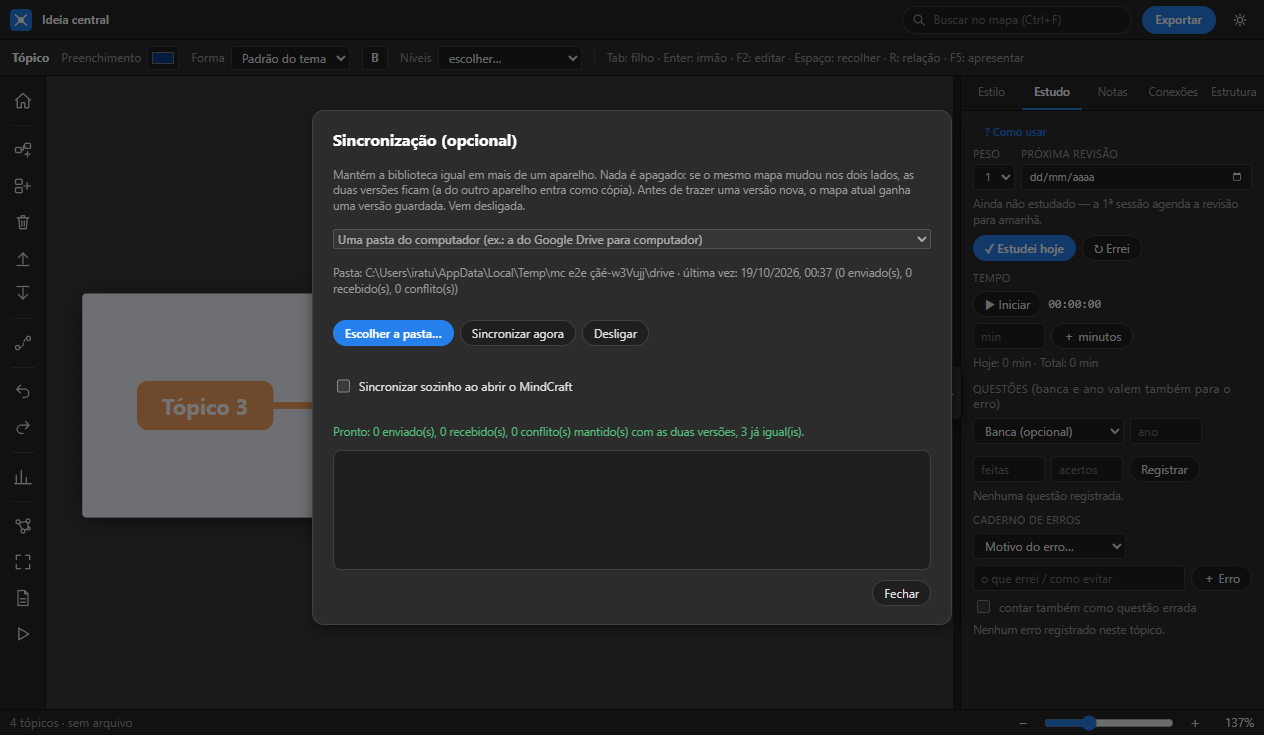 Ideia central
Buscar no mapa (Ctrl+F)
Exportar
Tópico
Preenchimento
Forma
Padrão do tema
B
Níveis
escolher...
Tab: filho · Enter: irmão · F2: editar · Espaço: recolher · R: relação · F5: apresentar
Estilo
Estudo
Notas
Conexões
Estrutura
Sincronização (opcional)
Mantém a biblioteca igual em mais de um aparelho. Nada é apagado: se o mesmo mapa mudou nos dois lados, as
duas versões ficam (a do outro aparelho entra como cópia). Antes de trazer uma versão nova, o mapa atual ganha
uma versão guardada. Vem desligada.
Uma pasta do computador (ex.: a do Google Drive para computador)
Pasta: C:\Users\iratu\AppData\Local\Temp\mc e2e çãé-w3Vujj\drive · última vez: 19/10/2026, 00:37 (0 enviado(s), 0
recebido(s), 0 conflito(s))
Escolher a pasta...
Sincronizar agora
Desligar
Sincronizar sozinho ao abrir o MindCraft
Pronto: 0 enviado(s), 0 recebido(s), 0 conflito(s) mantido(s) com as duas versões, 3 já igual(is).
Fechar
Tópico 3
? Como usar
PESO
PRÓXIMA REVISÃO
1
dd/mm/aaaa
Ainda não estudado — a 1ª sessão agenda a revisão
para amanhã.
✓ Estudei hoje
↻ Errei
TEMPO
▶ Iniciar
00:00:00
min
+ minutos
Hoje: 0 min · Total: 0 min
QUESTÕES (banca e ano valem também para o
erro)
Banca (opcional)
ano
feitas
acertos
Registrar
Nenhuma questão registrada.
CADERNO DE ERROS
Motivo do erro...
o que errei / como evitar
+ Erro
contar também como questão errada
Nenhum erro registrado neste tópico.
4 tópicos · sem arquivo
−
+
137%